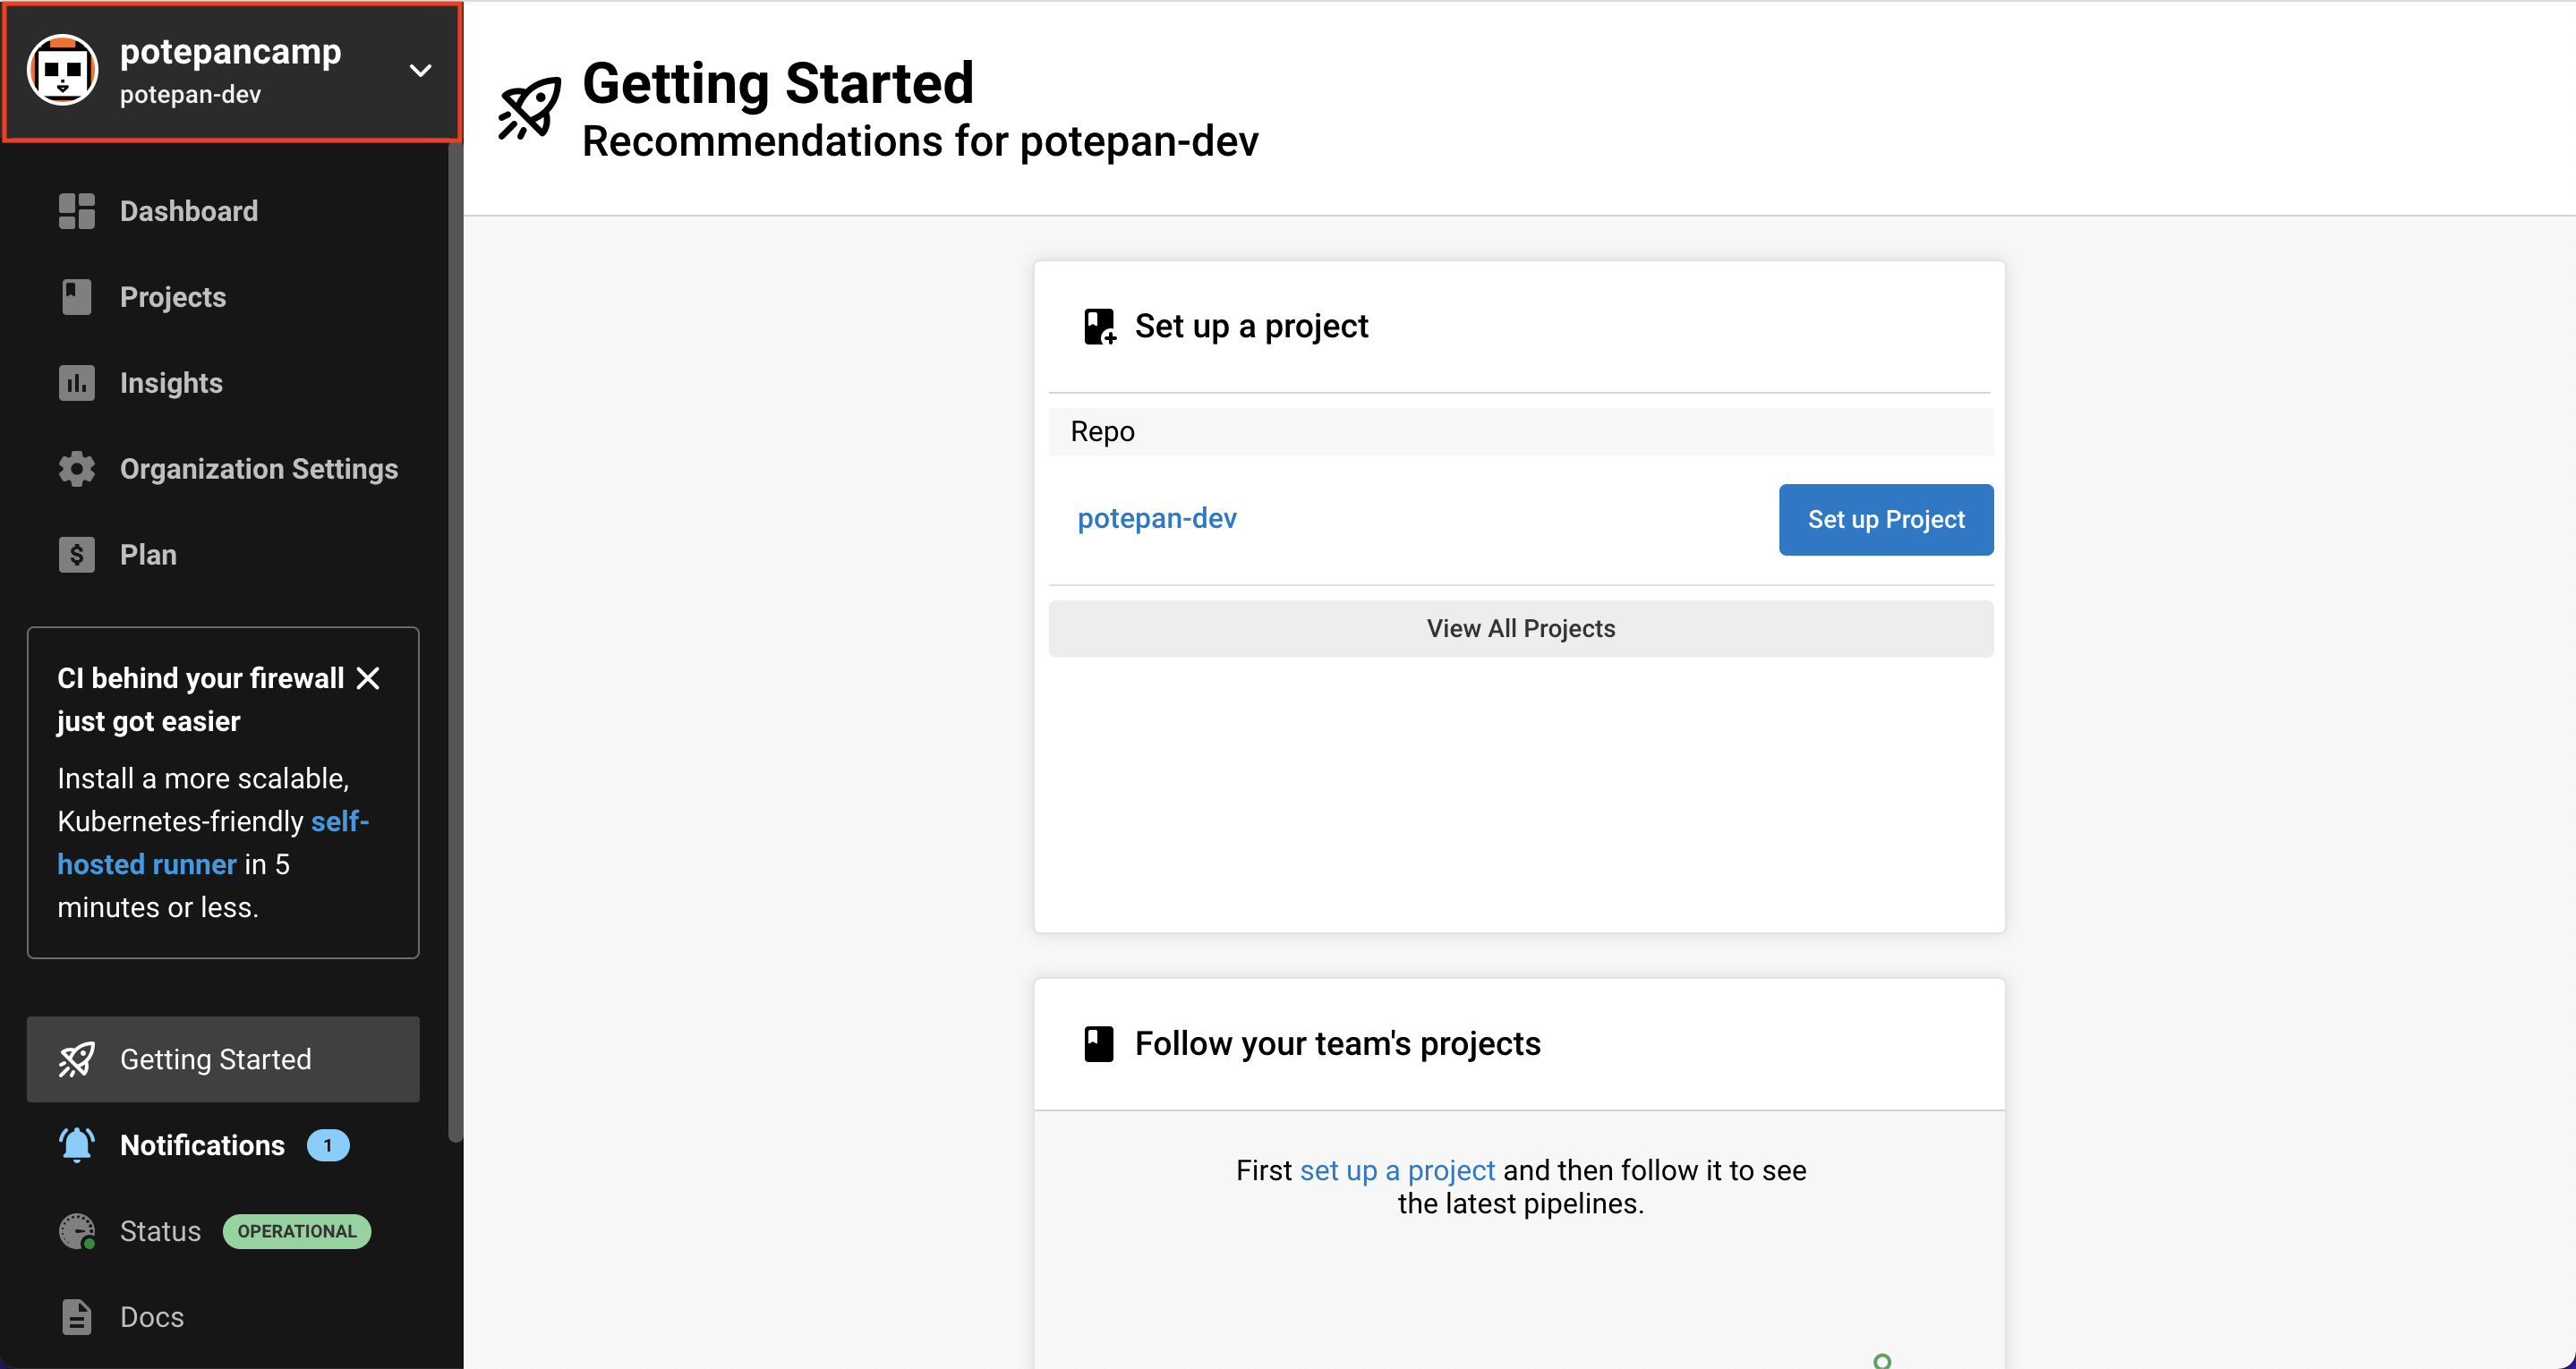 potepancamp
potepan-dev
Dashboard
Projects
Insights
Organization Settings
Plan
CI behind your firewall
just got easier
Install a more scalable,
Kubernetes-friendly self-
hosted runner in 5
minutes or less.
Getting Started
Notifications 1
Status OPERATIONAL
Docs
Getting Started
Recommendations for potepan-dev
Set up a project
Repo
potepan-dev Set up Project
View All Projects
Follow your team's projects
First set up a project and then follow it to see
the latest pipelines.